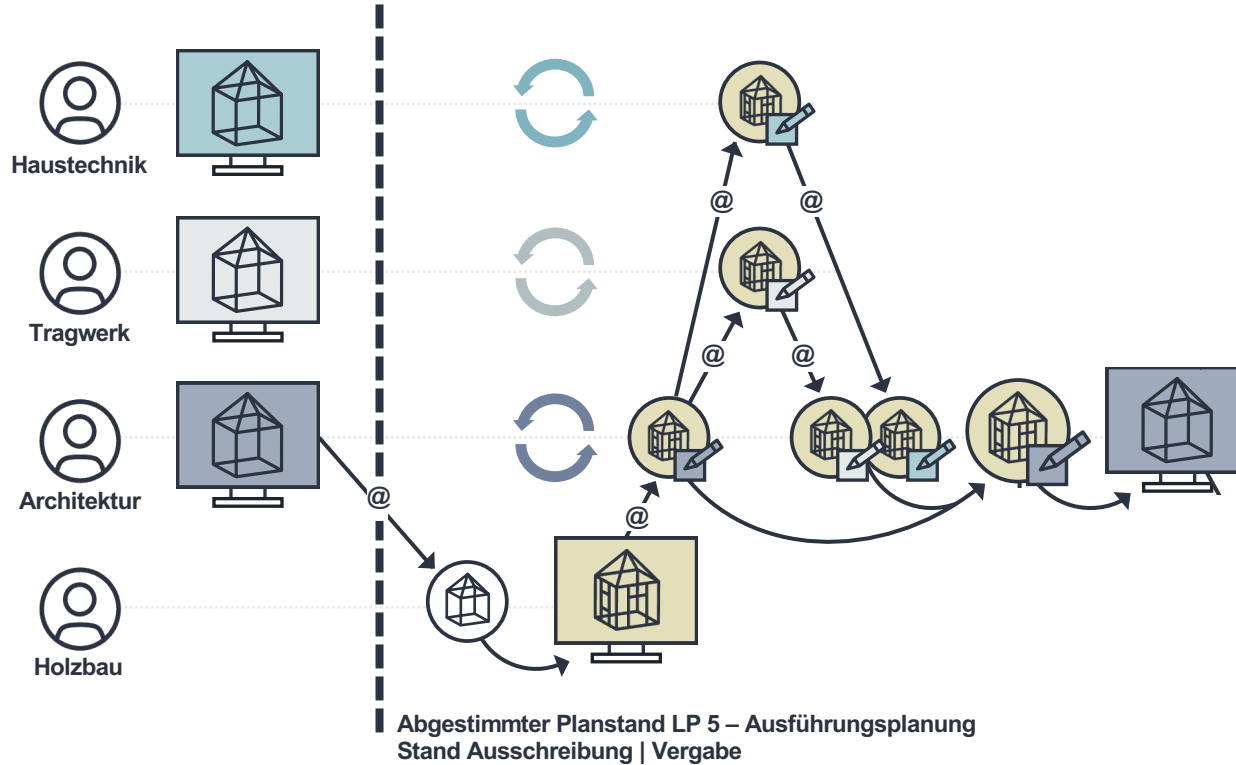 Haustechnik
@
@
Tragwerk
@
@
Architektur
@
@
Holzbau
Abgestimmter Planstand LP 5 – Ausführungsplanung
Stand Ausschreibung | Vergabe